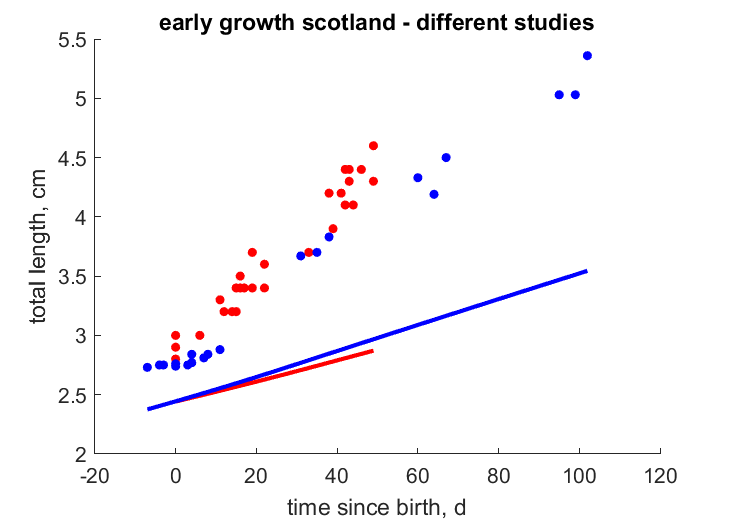 early growth scotland - different studies
5.5
5
4.5
4
3.5
3
2.5
2
total length, cm
-20 0 20 40 60 80 100 120
time since birth, d